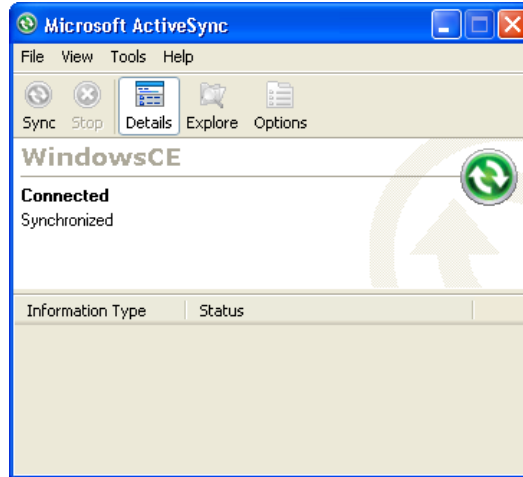 Microsoft ActiveSync
File View Tools Help
Sync Stop Details Explore Options
WindowsCE
Connected
Synchronized
Information Type Status